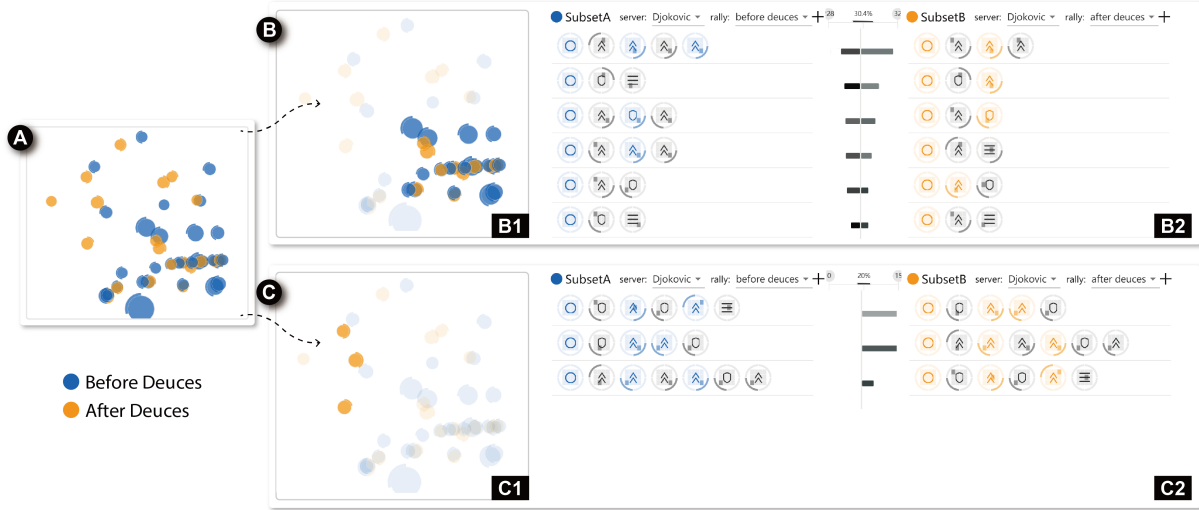 A
Before Deuces
After Deuces
B
B1
SubsetA server: Djokovic rally: before deuces +
28 30.4% 32
SubsetB server: Djokovic rally: after deuces +
B2
C
C1
SubsetA server: Djokovic rally: before deuces +
0 20% 15
SubsetB server: Djokovic rally: after deuces +
C2